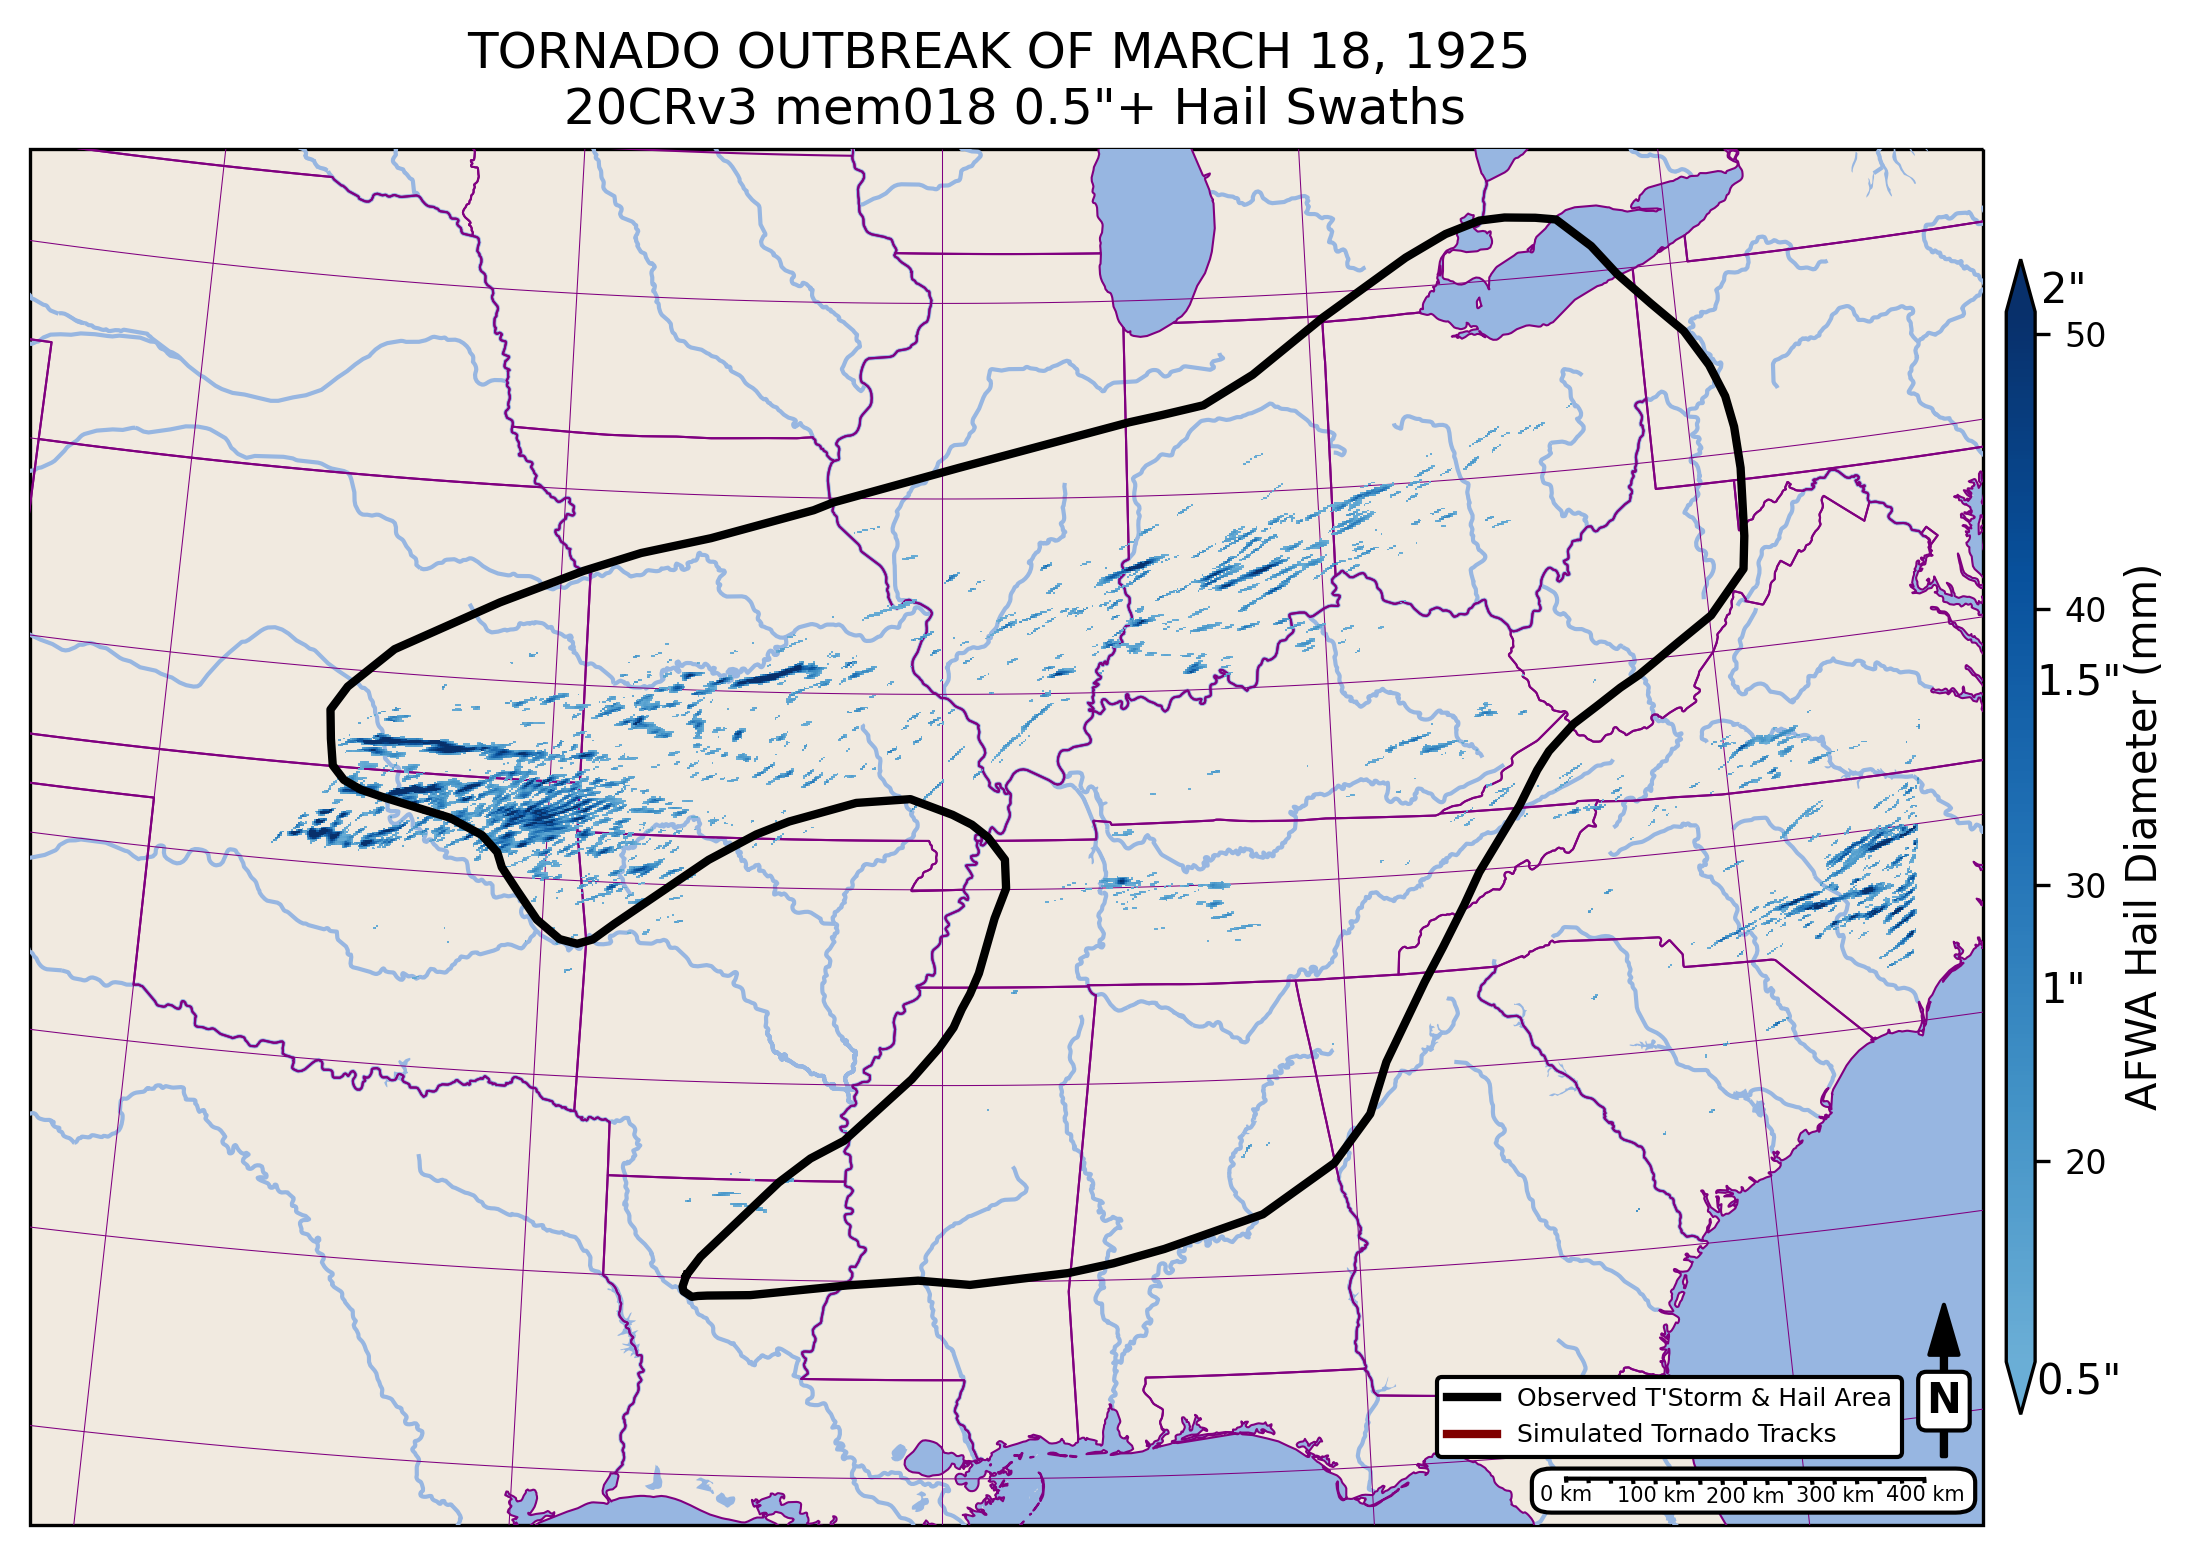 TORNADO OUTBREAK OF MARCH 18, 1925
20CRv3 mem018 0.5"+ Hail Swaths
2"
50
40
1.5"
30
1"
20
0.5"
AFWA Hail Diameter (mm)
Observed T'Storm & Hail Area
Simulated Tornado Tracks
N
0 km 100 km 200 km 300 km 400 km